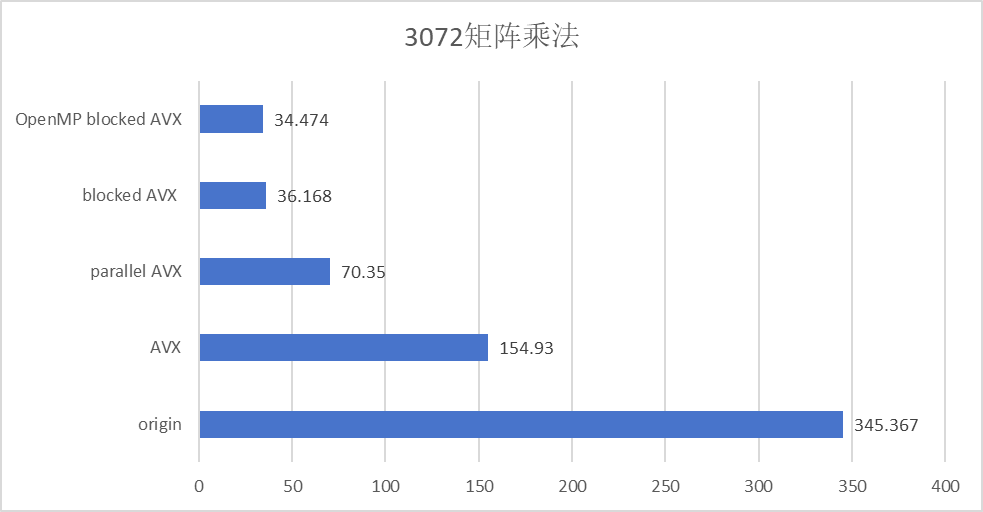 3072矩阵乘法
OpenMP blocked AVX 34.474
blocked AVX 36.168
parallel AVX 70.35
AVX 154.93
origin 345.367
0 50 100 150 200 250 300 350 400